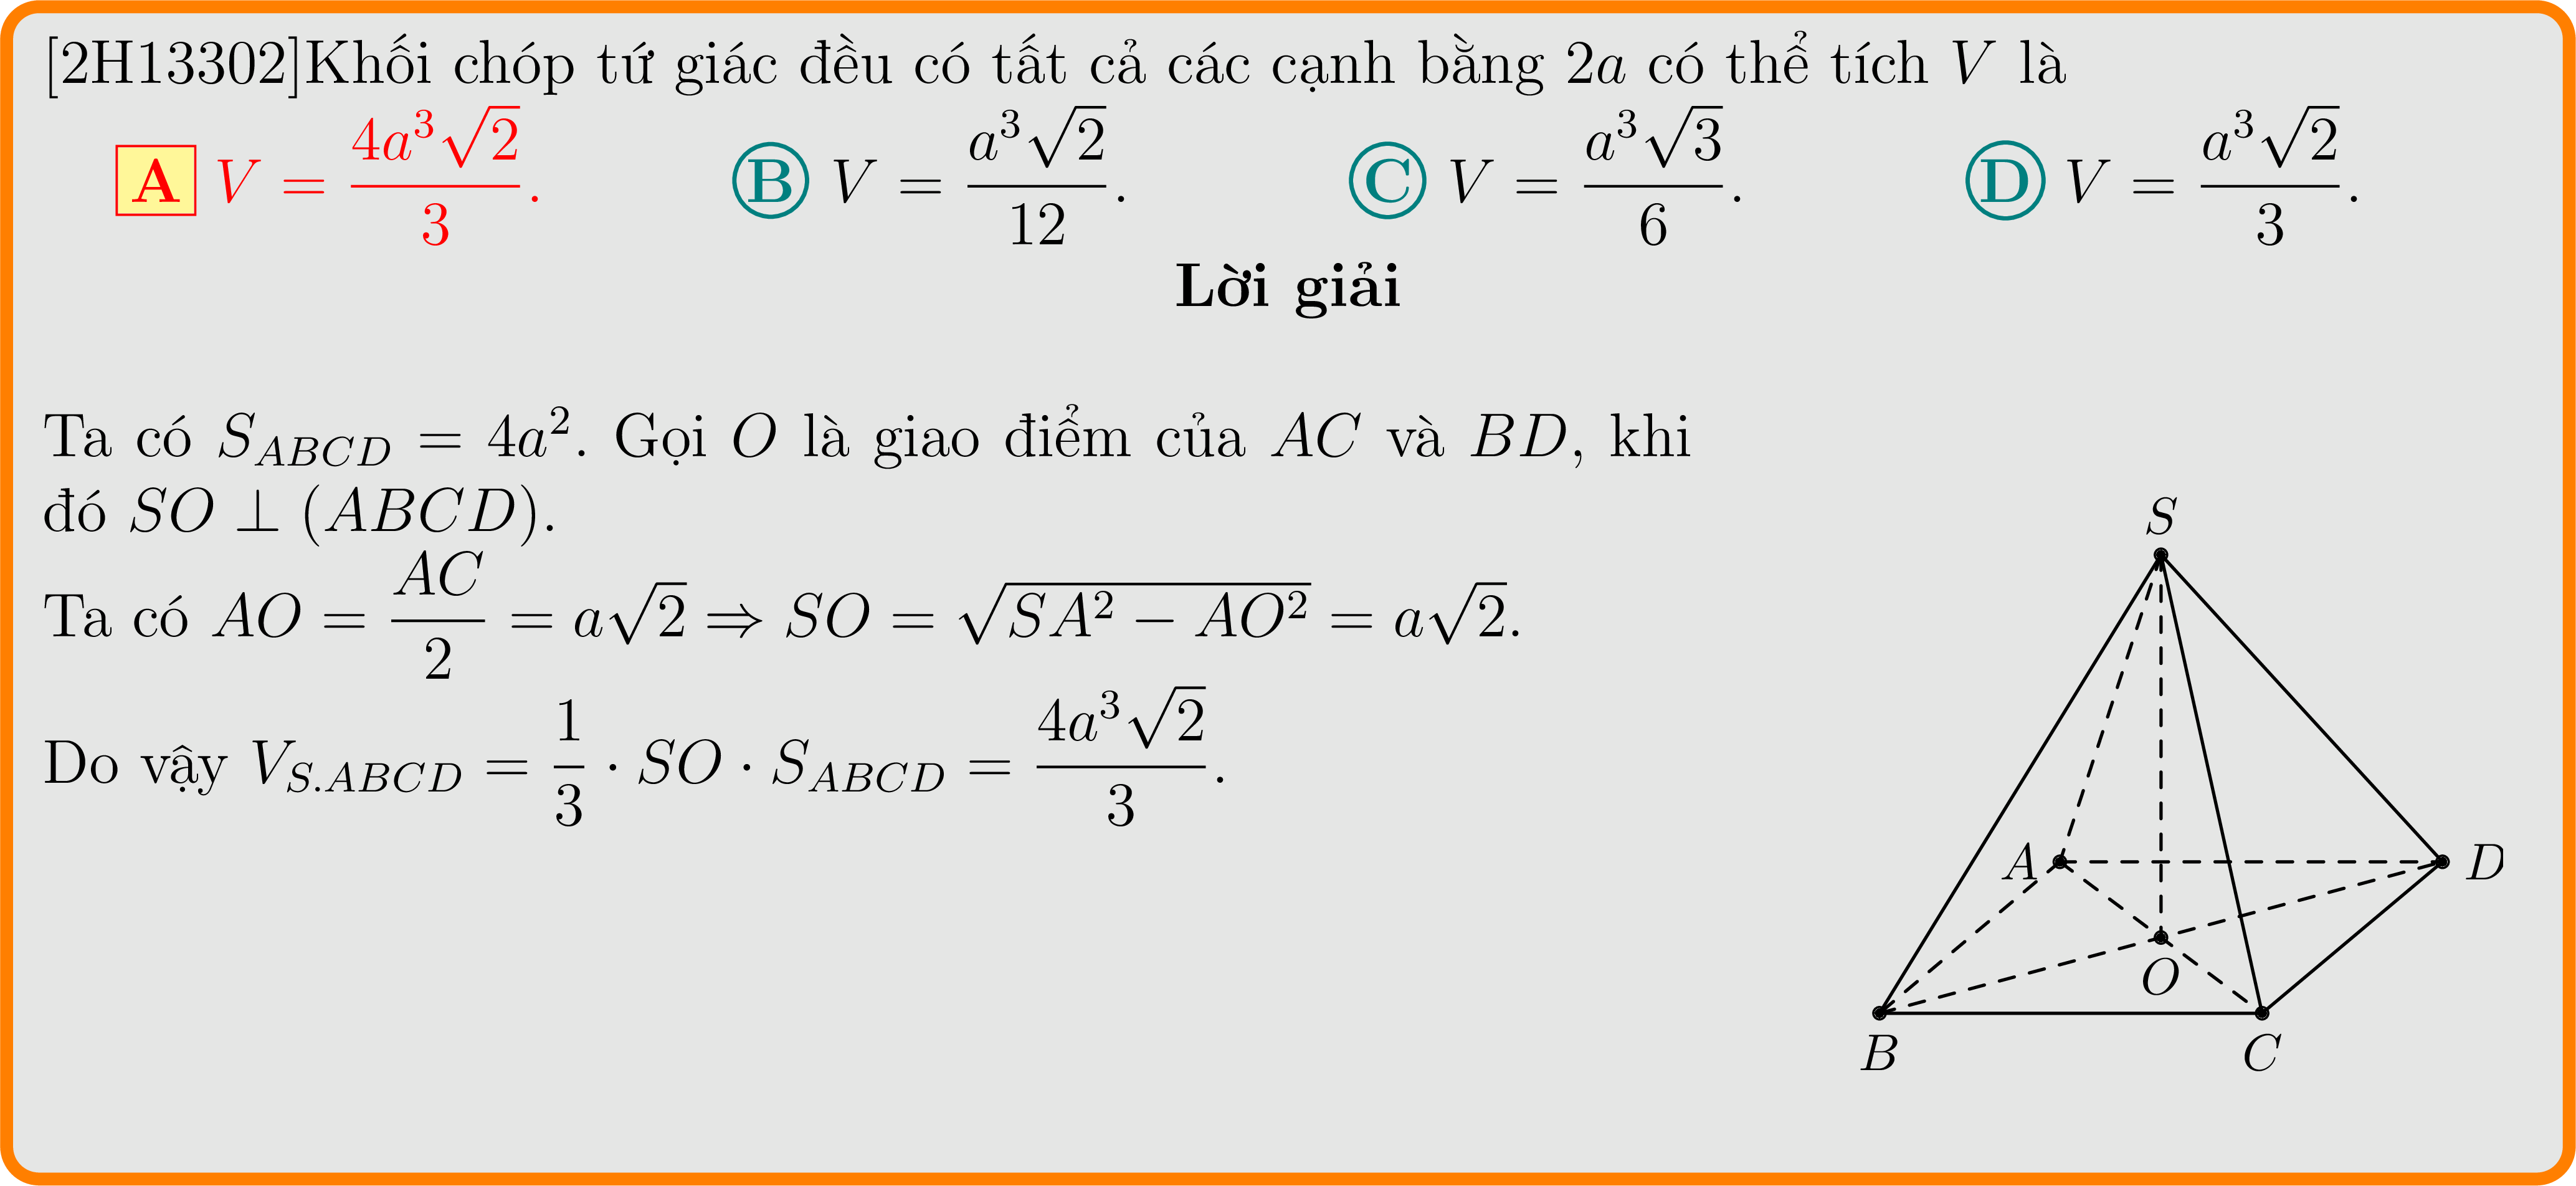 [2H13302]Khối chóp tứ giác đều có tất cả các cạnh bằng 2a có thể tích V là
A V = \frac{4a^3\sqrt{2}}{3}. B V = \frac{a^3\sqrt{2}}{12}. C V = \frac{a^3\sqrt{3}}{6}. D V = \frac{a^3\sqrt{2}}{3}.
Lời giải
Ta có S_{ABCD} = 4a^2. Gọi O là giao điểm của AC và BD, khi
đó SO ⊥ (ABCD).
Ta có AO = \frac{AC}{2} = a\sqrt{2} ⇒ SO = \sqrt{SA^2 − AO^2} = a\sqrt{2}.
Do vậy V_{S.ABCD} = \frac{1}{3} · SO · S_{ABCD} = \frac{4a^3\sqrt{2}}{3}.
S
A
D
O
B
C